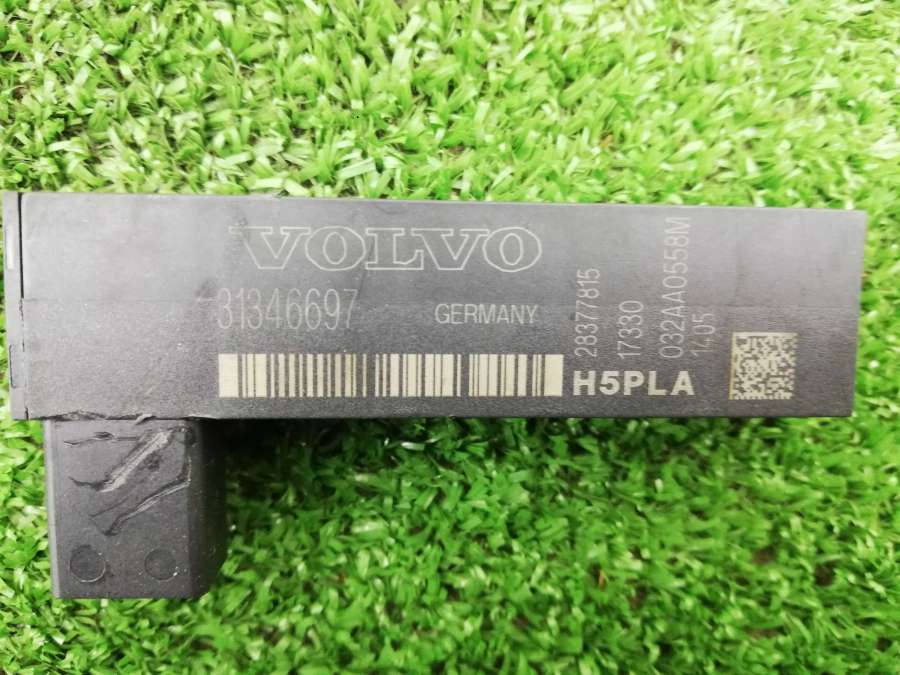 VOLVO
31346697
GERMANY
28377815
17330
032AA0558M
1405
H5PLA